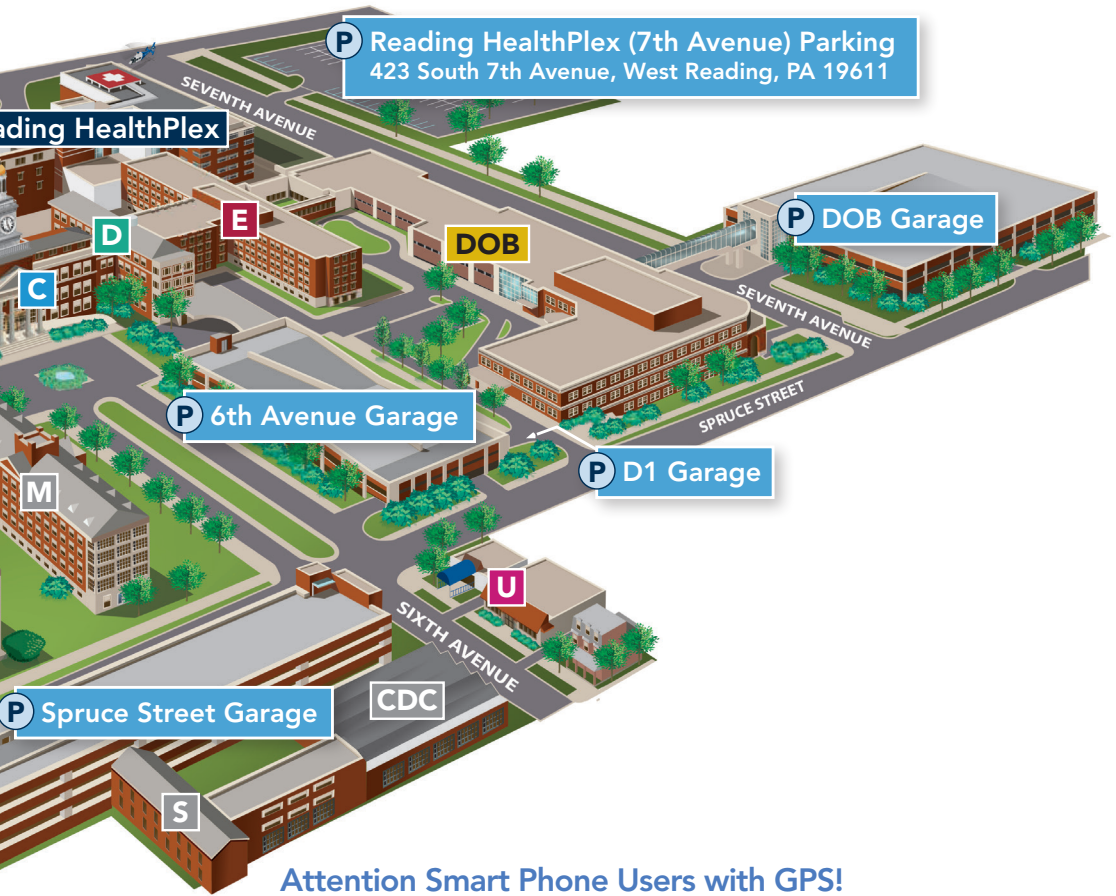 P Reading HealthPlex (7th Avenue) Parking
423 South 7th Avenue, West Reading, PA 19611
SEVENTH AVENUE
ading HealthPlex
E
D
DOB
P DOB Garage
C
SEVENTH AVENUE
SPRUCE STREET
P 6th Avenue Garage
P D1 Garage
M
U
SIXTH AVENUE
CDC
P Spruce Street Garage
S
Attention Smart Phone Users with GPS!